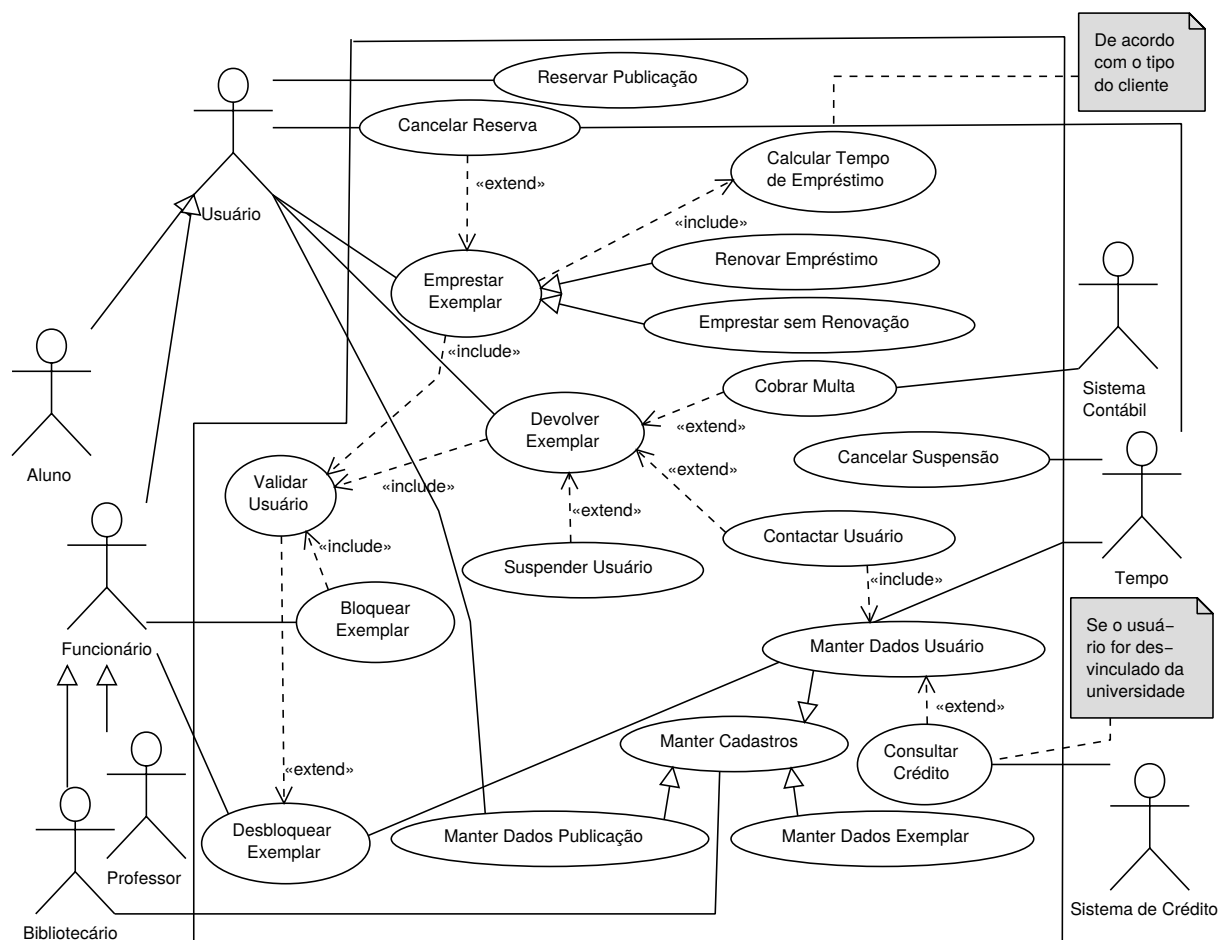 De acordo
com o tipo
do cliente
Reservar Publicação
Cancelar Reserva
Calcular Tempo
de Empréstimo
«extend»
Usuário
«include»
Renovar Empréstimo
Emprestar
Exemplar
Emprestar sem Renovação
«include»
Cobrar Multa
Sistema
Contábil
Devolver
Exemplar
«extend»
Cancelar Suspensão
Aluno
«extend»
Validar
Usuário
«include»
«extend»
Contactar Usuário
«include»
Suspender Usuário
«include»
Tempo
Bloquear
Exemplar
Funcionário
Manter Dados Usuário
Se o usuá–
rio for des–
vinculado da
universidade
«extend»
Manter Cadastros
Consultar
Crédito
«extend»
Desbloquear
Exemplar
Manter Dados Publicação
Manter Dados Exemplar
Professor
Sistema de Crédito
Bibliotecário